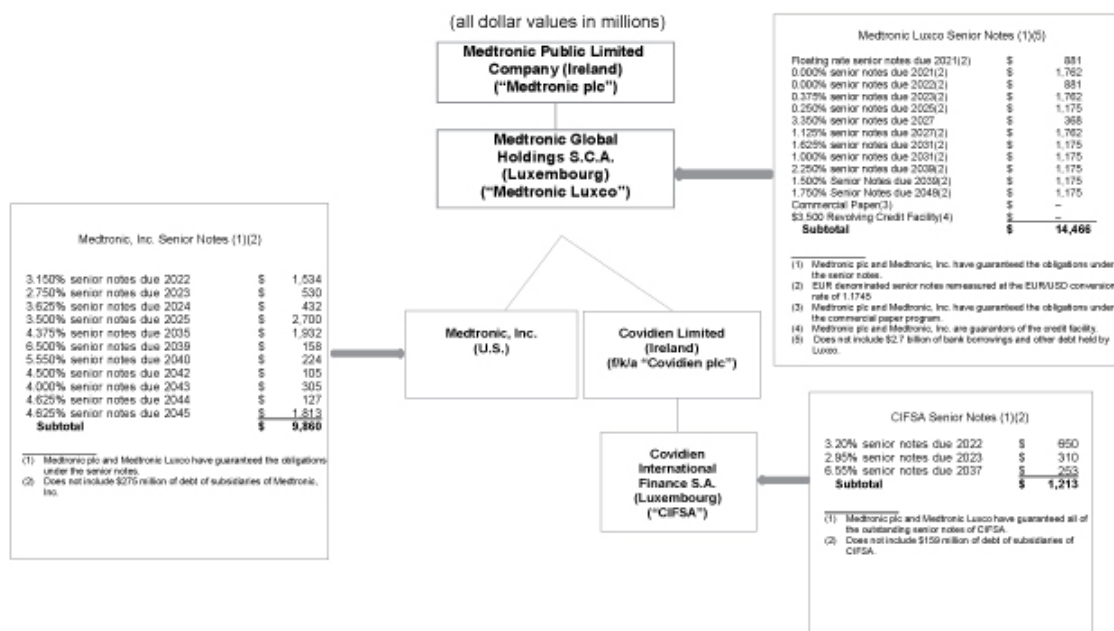 (all dollar values in millions)
Medtronic Public Limited
Company (Ireland)
("Medtronic plc")
Medtronic Global
Holdings S.C.A.
(Luxembourg)
("Medtronic Luxco")
Medtronic Luxco Senior Notes (1)(5)
Floating rate senior notes due 2021(2) $ 881
0.000% senior notes due 2021(2) $ 1,762
0.000% senior notes due 2022(2) $ 881
0.375% senior notes due 2023(2) $ 1,762
0.250% senior notes due 2025(2) $ 1,175
3.350% senior notes due 2027 $ 368
1.125% senior notes due 2027(2) $ 1,762
1.625% senior notes due 2031(2) $ 1,175
1.000% senior notes due 2031(2) $ 1,175
2.250% senior notes due 2039(2) $ 1,175
1.500% Senior Notes due 2039(2) $ 1,175
1.750% Senior Notes due 2049(2) $ 1,175
Commercial Paper(3) $ –
$3,500 Revolving Credit Facility(4) $ –
Subtotal $ 14,466
(1) Medtronic plc and Medtronic, Inc. have guaranteed the obligations under
the senior notes.
(2) EUR denominated senior notes remeasured at the EUR/USD conversion
rate of 1.1745
(3) Medtronic plc and Medtronic, Inc. have guaranteed the obligations under
the commercial paper program.
(4) Medtronic plc and Medtronic, Inc. are guarantors of the credit facility.
(5) Does not include $2.7 billion of bank borrowings and other debt held by
Luxco.
Medtronic, Inc. Senior Notes (1)(2)
3.150% senior notes due 2022 $ 1,534
2.750% senior notes due 2023 $ 530
3.625% senior notes due 2024 $ 432
3.500% senior notes due 2025 $ 2,700
4.375% senior notes due 2035 $ 1,932
6.500% senior notes due 2039 $ 158
5.550% senior notes due 2040 $ 224
4.500% senior notes due 2042 $ 105
4.000% senior notes due 2043 $ 305
4.625% senior notes due 2044 $ 127
4.625% senior notes due 2045 $ 1,813
Subtotal $ 9,860
(1) Medtronic plc and Medtronic Luxco have guaranteed the obligations
under the senior notes.
(2) Does not include $275 million of debt of subsidiaries of Medtronic,
Inc.
Medtronic, Inc.
(U.S.)
Covidien Limited
(Ireland)
(f/k/a "Covidien plc")
Covidien
International
Finance S.A.
(Luxembourg)
("CIFSA")
CIFSA Senior Notes (1)(2)
3.20% senior notes due 2022 $ 650
2.95% senior notes due 2023 $ 310
6.55% senior notes due 2037 $ 253
Subtotal $ 1,213
(1) Medtronic plc and Medtronic Luxco have guaranteed all of
the outstanding senior notes of CIFSA.
(2) Does not include $159 million of debt of subsidiaries of
CIFSA.